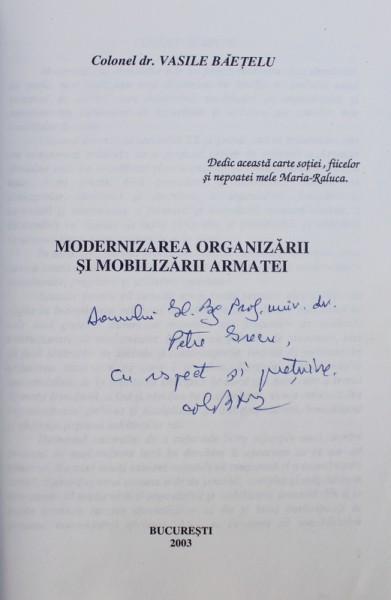 Colonel dr. VASILE BĂEȚELU
Dedic această carte soției, fiicelor
și nepoatei mele Maria-Raluca.
MODERNIZAREA ORGANIZĂRII
ȘI MOBILIZĂRII ARMATEI
Domnului Gl. Bg Prof. univ. dr.
Petre Grecu,
Cu respect și prețuire.
BUCUREȘTI
2003